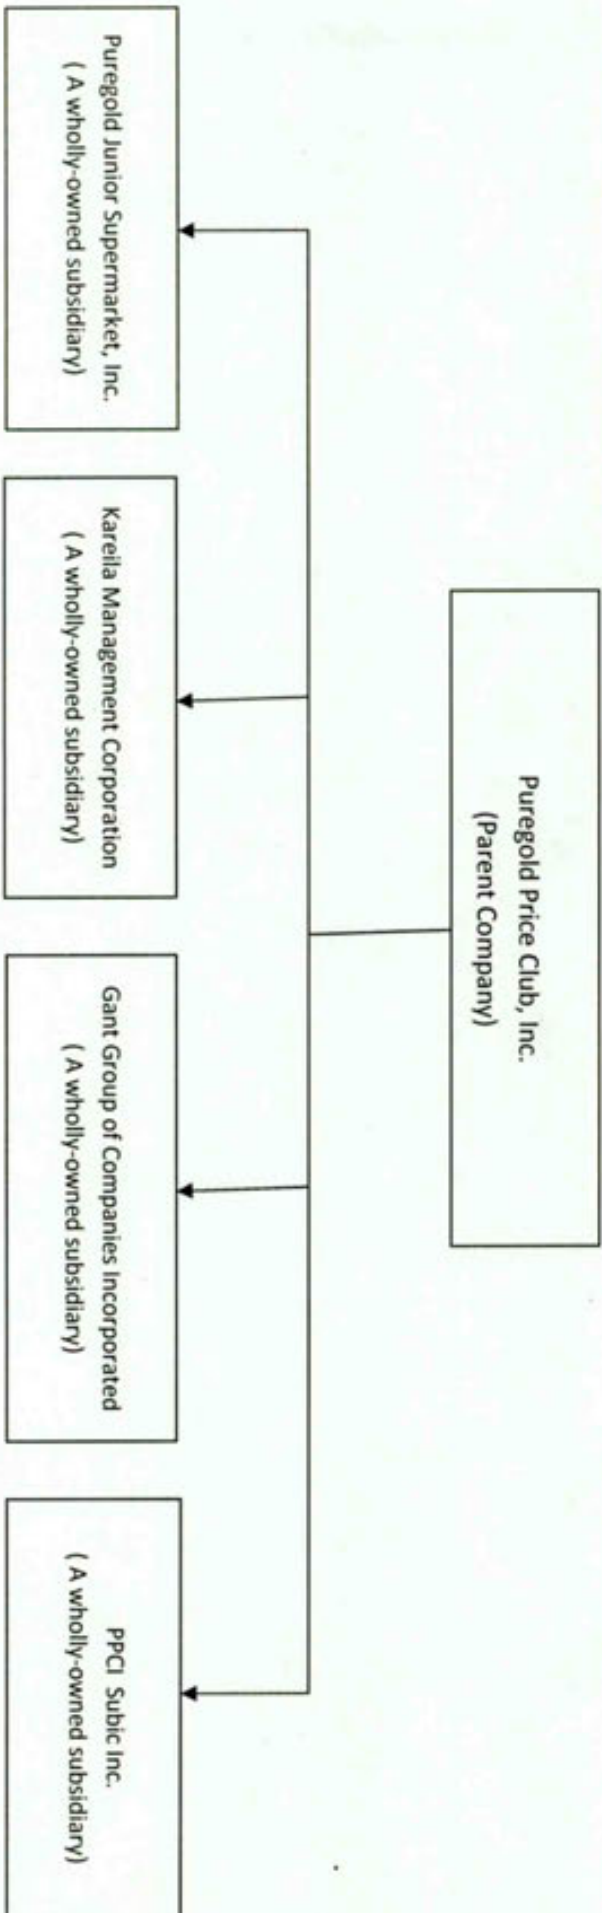 Puregold Price Club, Inc.
(Parent Company)
Puregold Junior Supermarket, Inc.
( A wholly-owned subsidiary)
Kareila Management Corporation
( A wholly-owned subsidiary)
Gant Group of Companies Incorporated
( A wholly-owned subsidiary)
PPCI Subic Inc.
( A wholly-owned subsidiary)